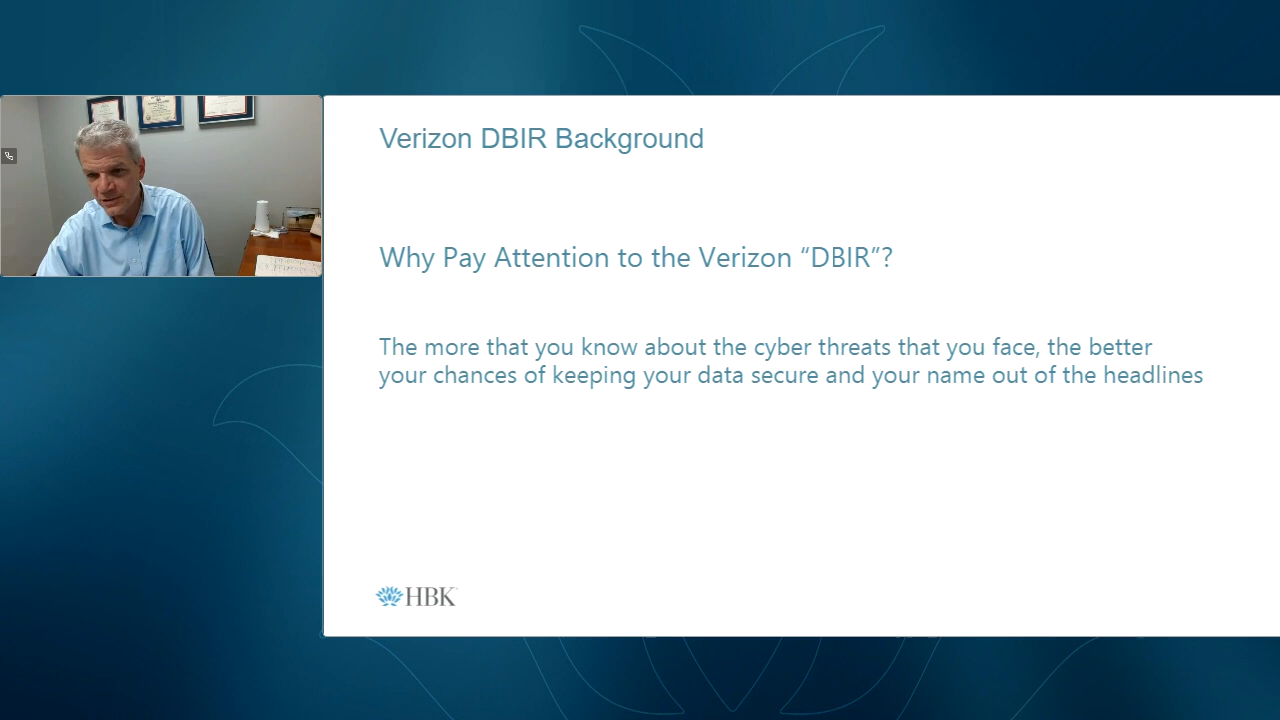 Verizon DBIR Background
Why Pay Attention to the Verizon “DBIR”?
The more that you know about the cyber threats that you face, the better
your chances of keeping your data secure and your name out of the headlines
HBK